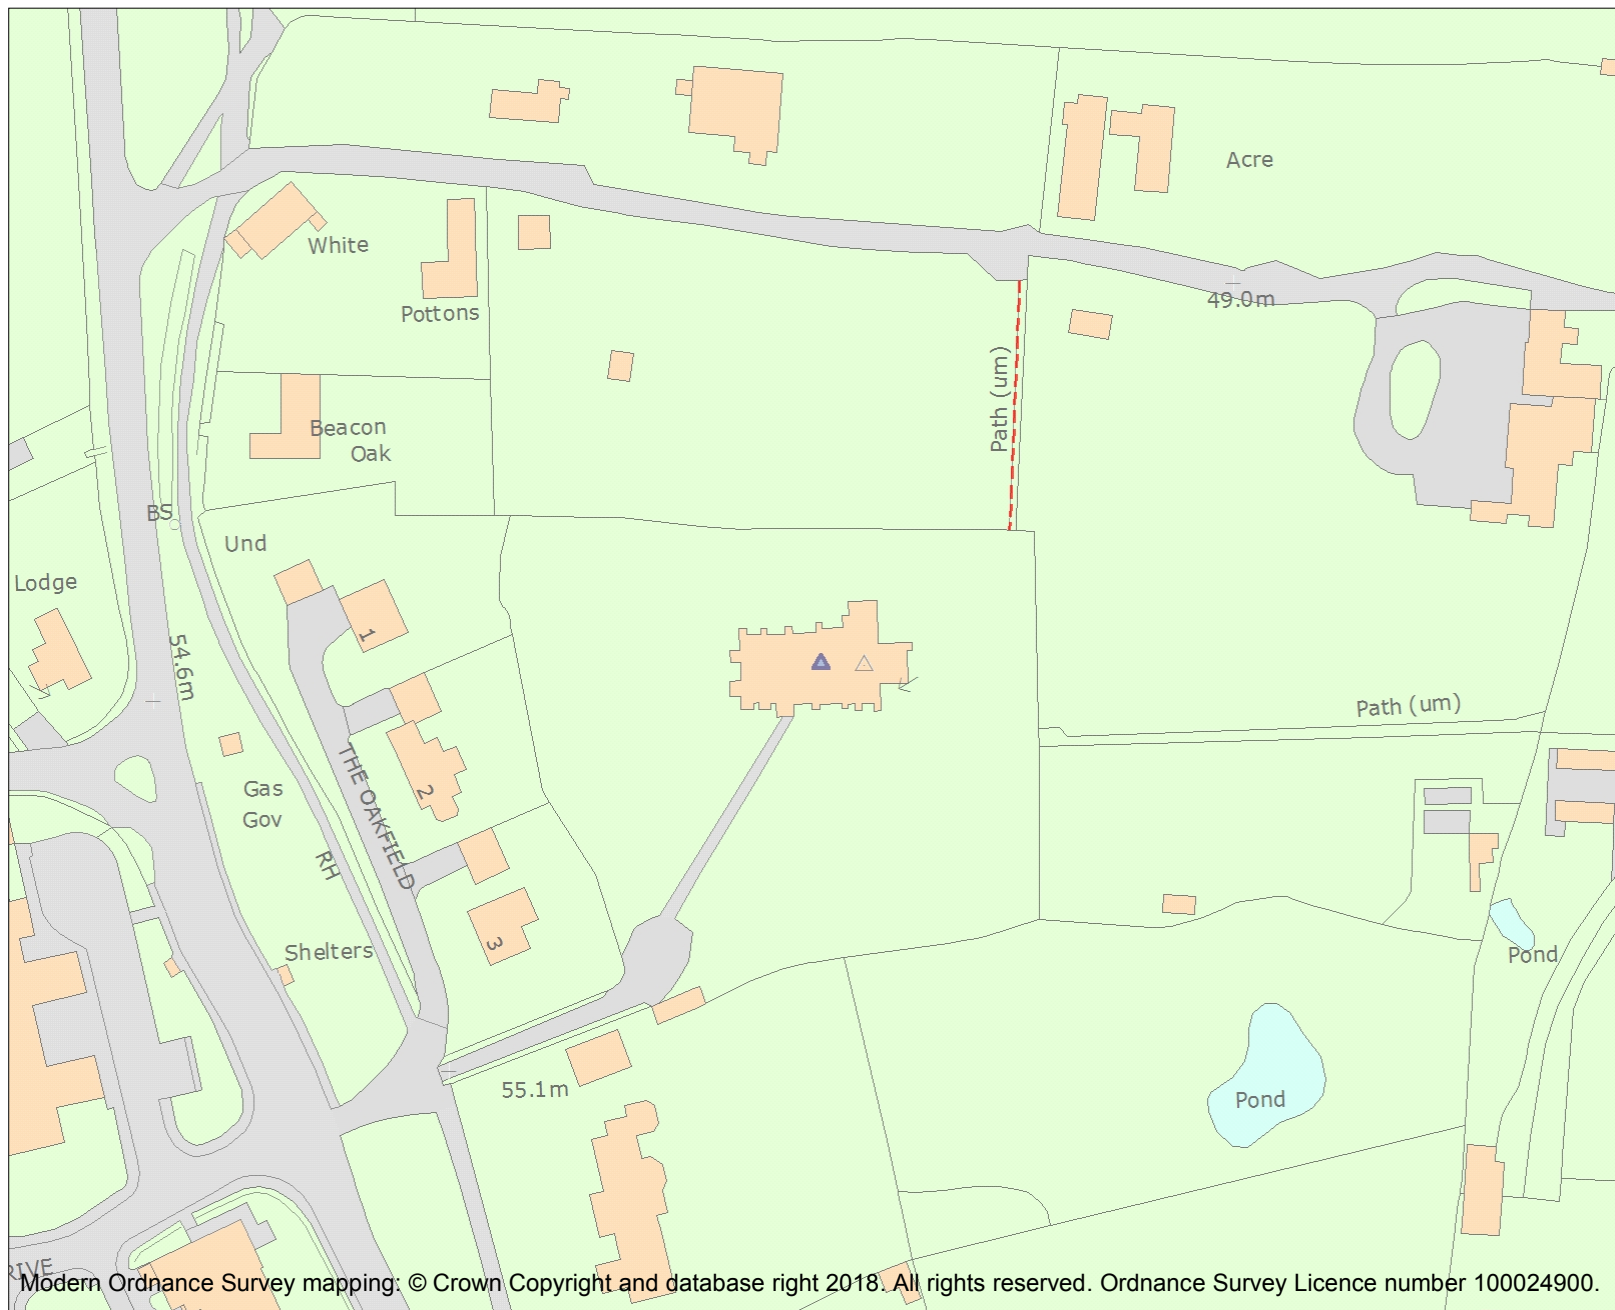 Acre
White
Pottons
49.0m
Path (um)
Beacon
Oak
BS
Und
Lodge
1
54.6m
Path (um)
THE OAKFIELD
2
Gas
Gov
RH
3
Shelters
Pond
55.1m
Pond
RIVE
Modern Ordnance Survey mapping: © Crown Copyright and database right 2018. All rights reserved. Ordnance Survey Licence number 100024900.